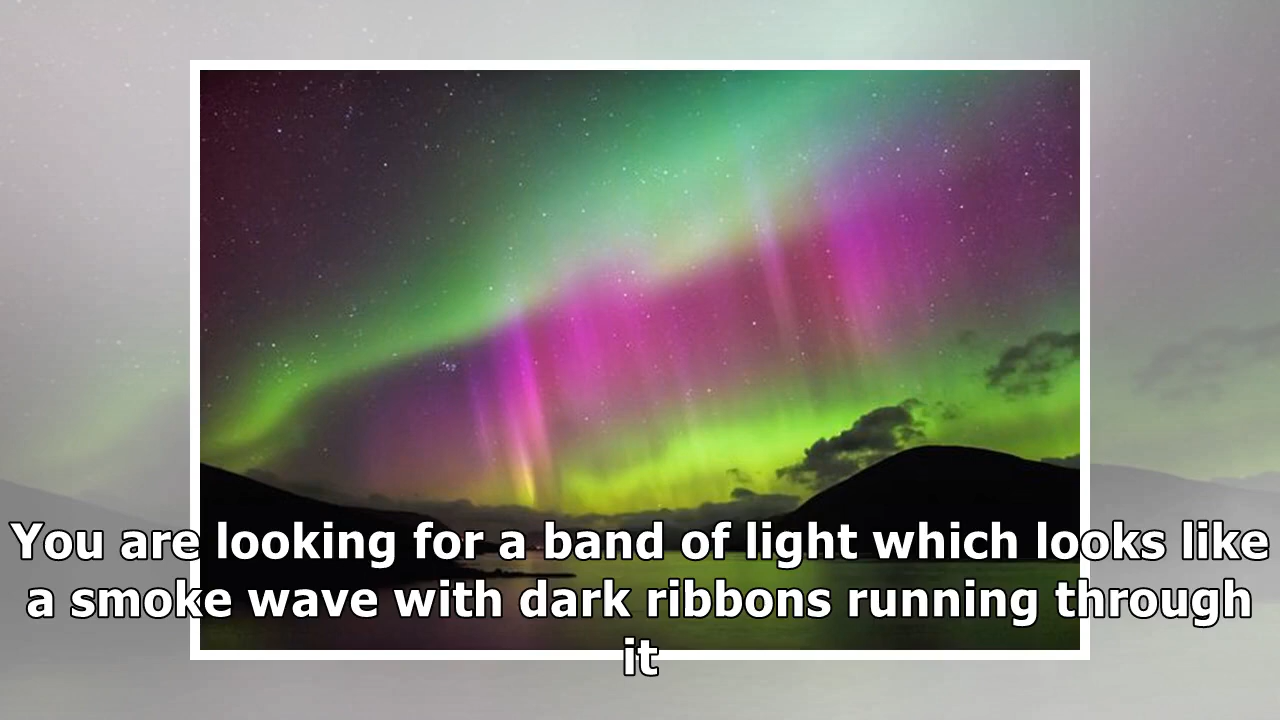 You are looking for a band of light which looks like
a smoke wave with dark ribbons running through
it